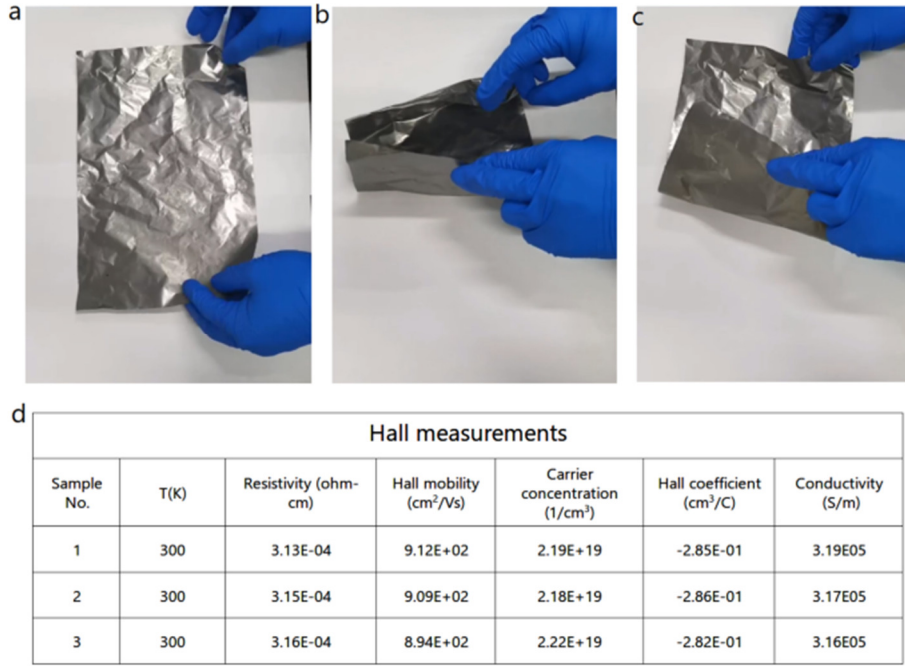 a
b
c
d
Hall measurements
Sample No. T(K) Resistivity (ohm-cm) Hall mobility (cm²/Vs) Carrier concentration (1/cm³) Hall coefficient (cm³/C) Conductivity (S/m)
1 300 3.13E-04 9.12E+02 2.19E+19 -2.85E-01 3.19E05
2 300 3.15E-04 9.09E+02 2.18E+19 -2.86E-01 3.17E05
3 300 3.16E-04 8.94E+02 2.22E+19 -2.82E-01 3.16E05